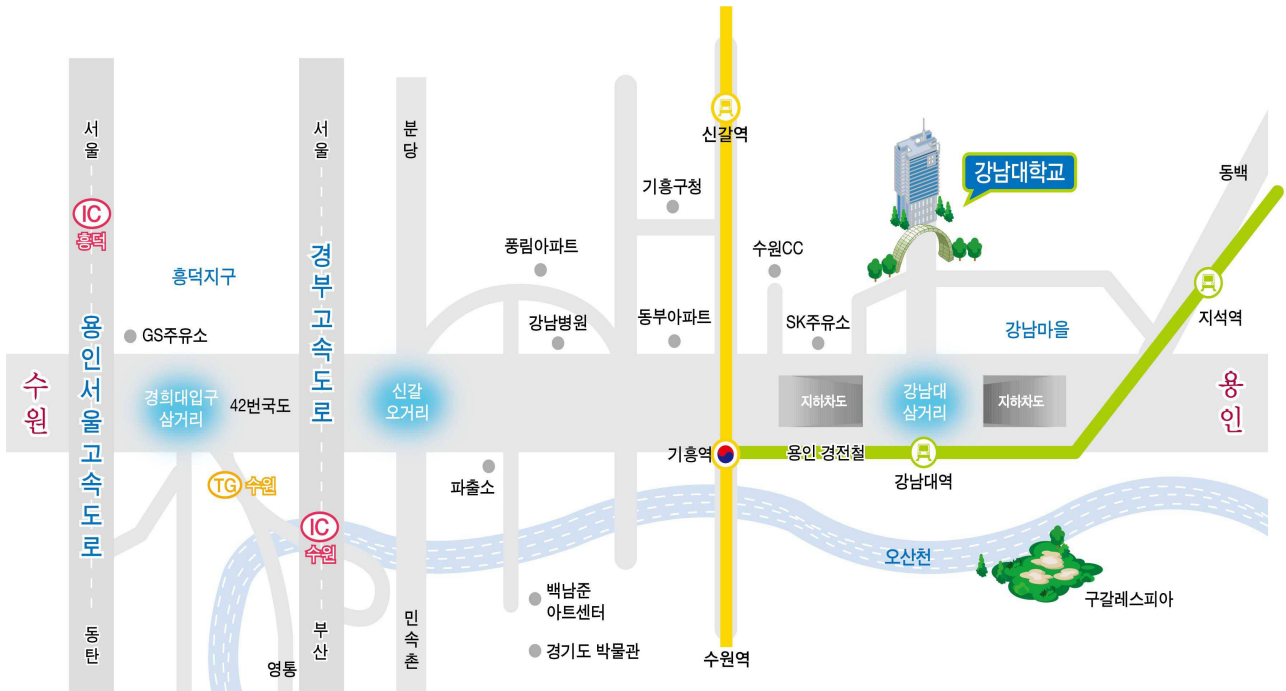 서울
서울
분당
신갈역
기흥구청
강남대학교
동백
IC
흥덕
풍림아파트
수원CC
경부고속도로
흥덕지구
강남병원
동부아파트
SK주유소
강남마을
지석역
용인서울고속도로
GS주유소
수원
경희대입구
삼거리
42번국도
신갈
오거리
지하차도
강남대
삼거리
지하차도
용인
기흥역
용인 경전철
강남대역
TG 수원
파출소
IC
수원
오산천
구갈레스피아
백남준
아트센터
경기도 박물관
동탄
영통
부산
민속촌
수원역